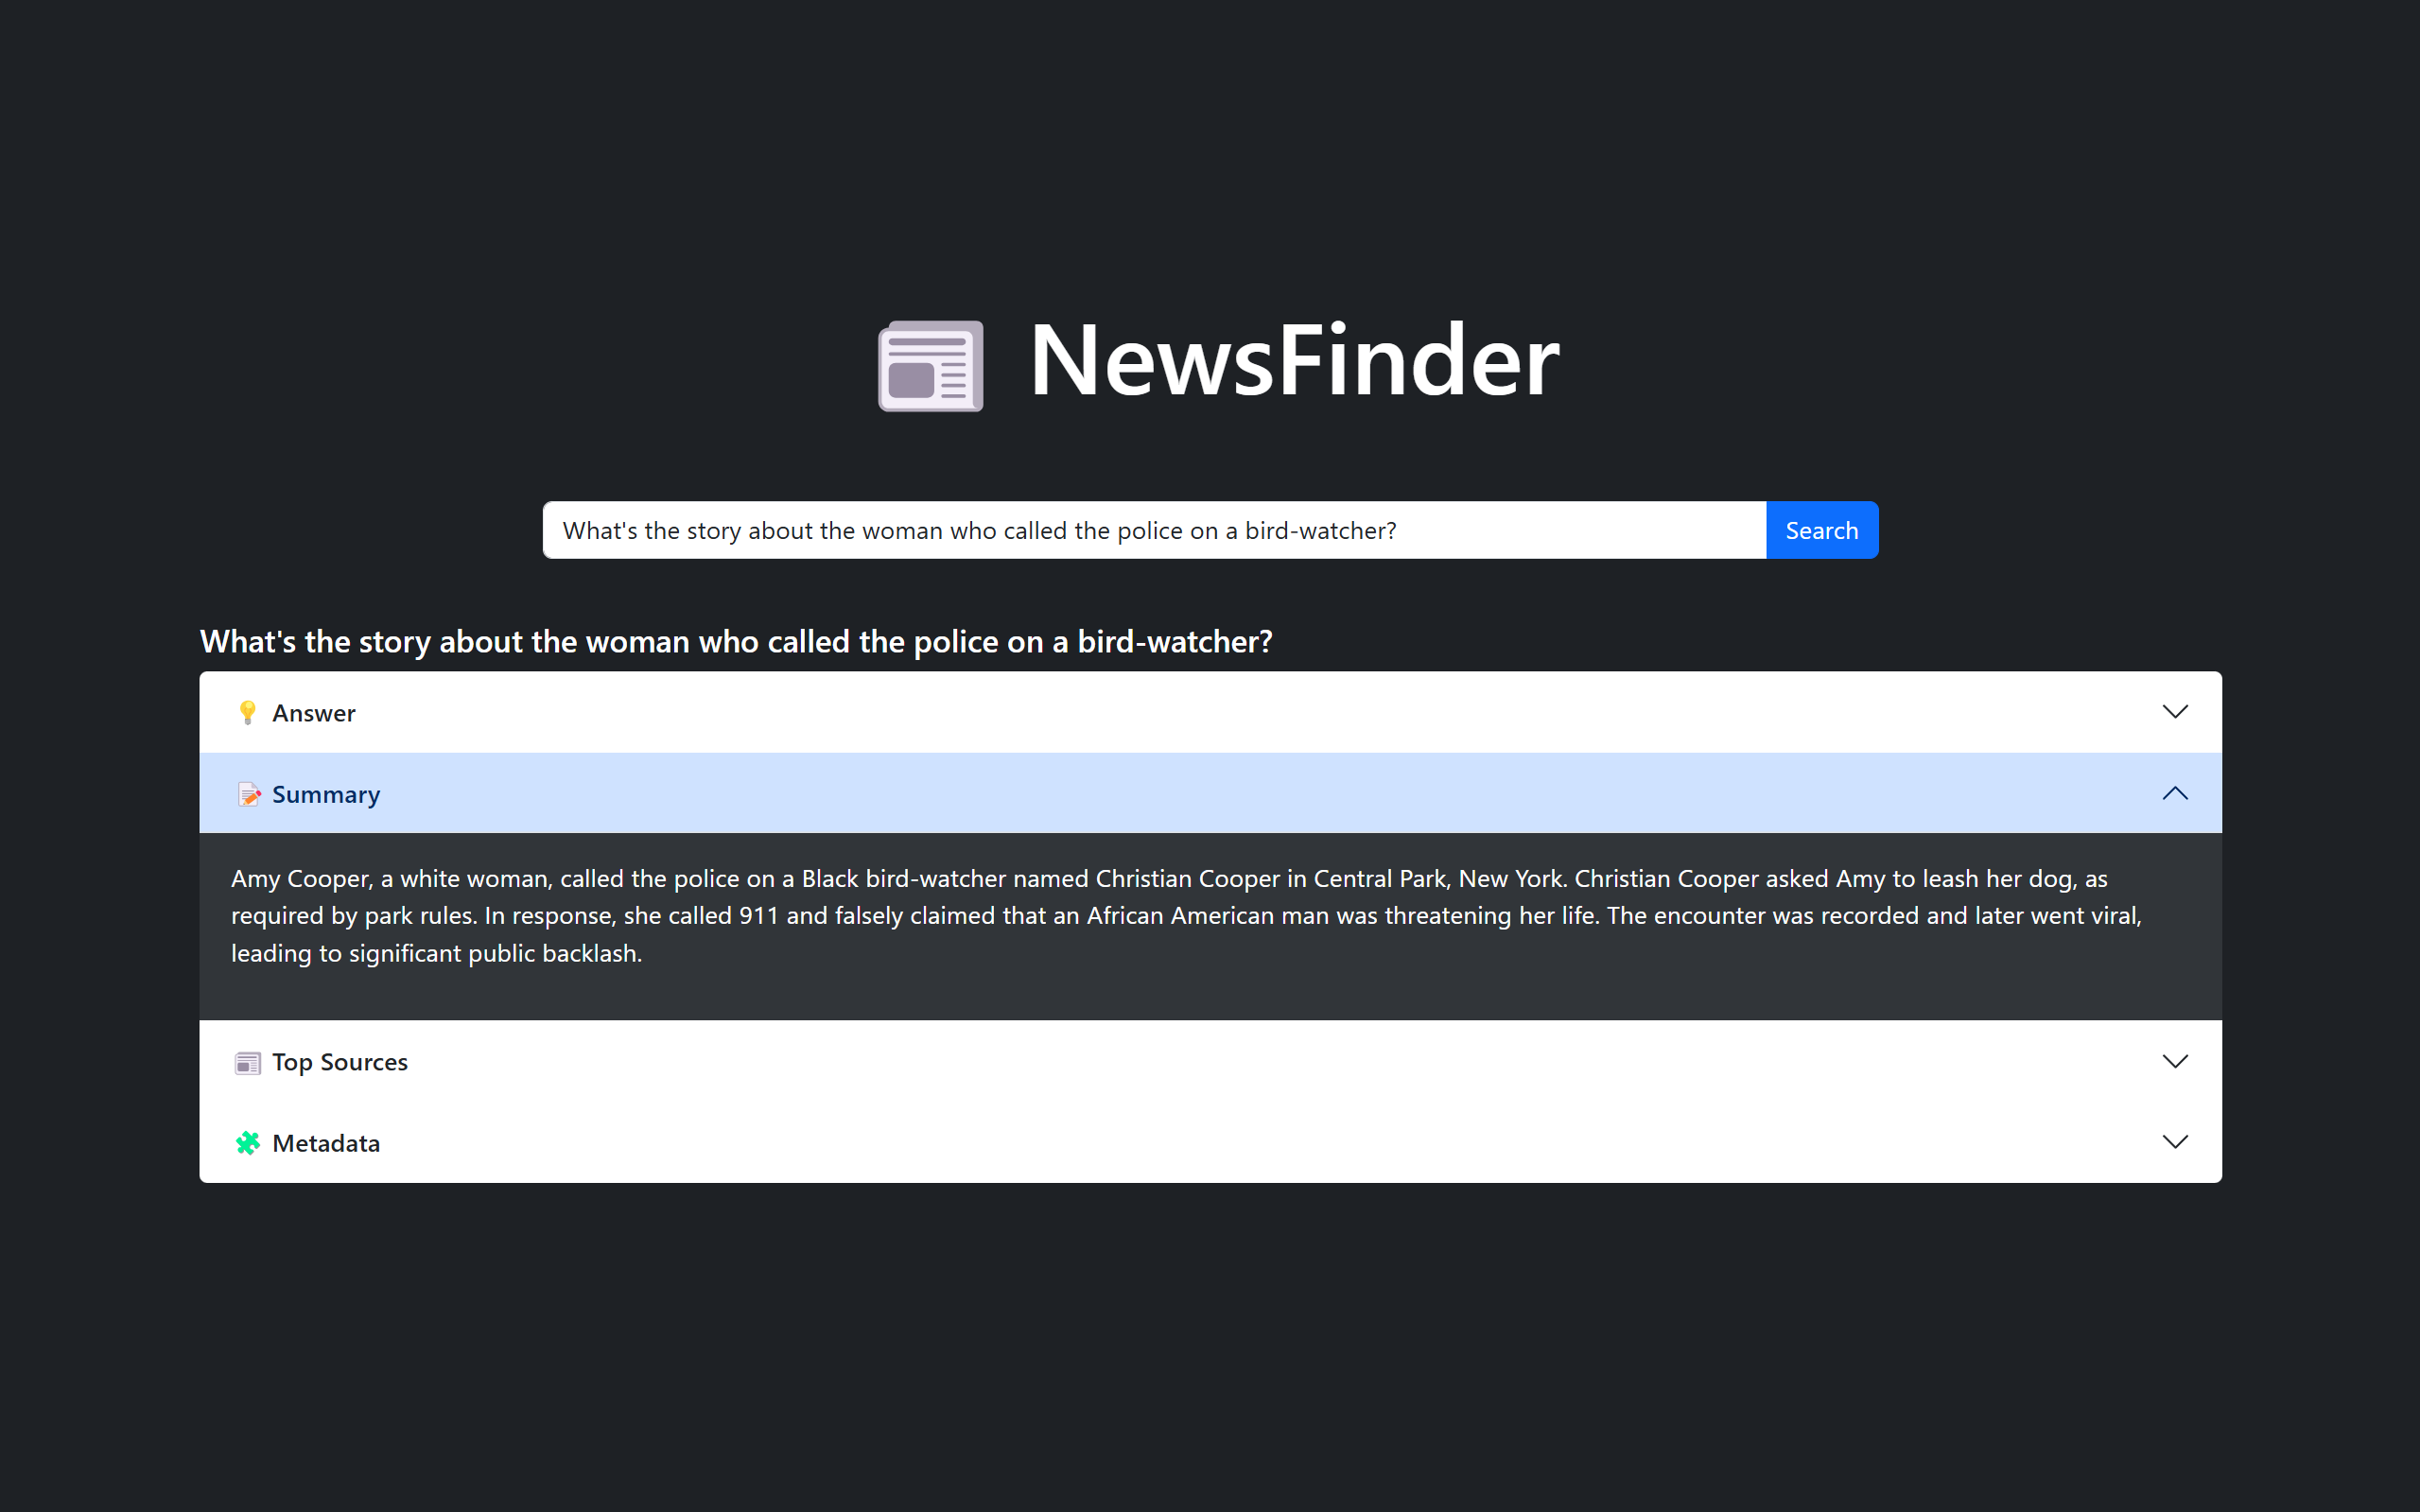 NewsFinder
What's the story about the woman who called the police on a bird-watcher?
Search
What's the story about the woman who called the police on a bird-watcher?
Answer
Summary
Amy Cooper, a white woman, called the police on a Black bird-watcher named Christian Cooper in Central Park, New York. Christian Cooper asked Amy to leash her dog, as
required by park rules. In response, she called 911 and falsely claimed that an African American man was threatening her life. The encounter was recorded and later went viral,
leading to significant public backlash.
Top Sources
Metadata